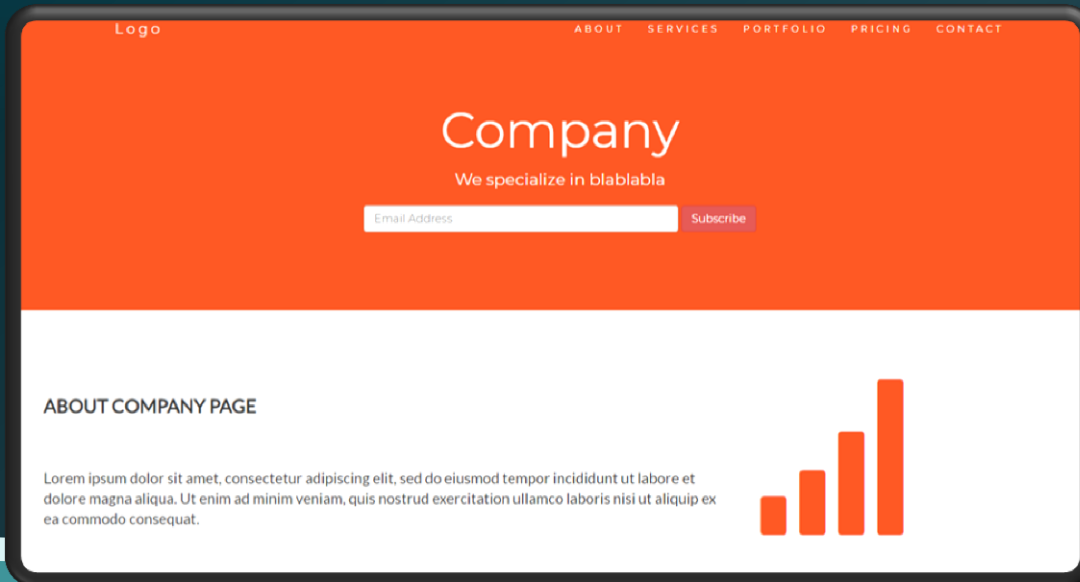 Logo
ABOUT SERVICES PORTFOLIO PRICING CONTACT
Company
We specialize in blablabla
Email Address
Subscribe
ABOUT COMPANY PAGE
Lorem ipsum dolor sit amet, consectetur adipiscing elit, sed do eiusmod tempor incididunt ut labore et
dolore magna aliqua. Ut enim ad minim veniam, quis nostrud exercitation ullamco laboris nisi ut aliquip ex
ea commodo consequat.